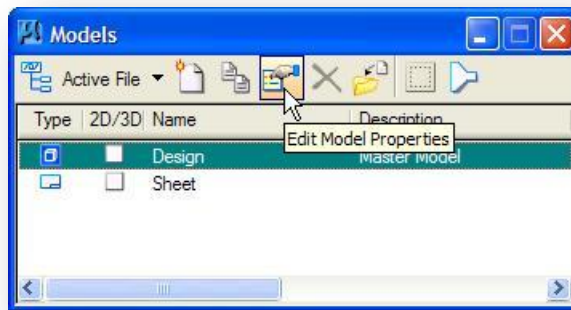 Models
Active File
Type 2D/3D Name Description
Edit Model Properties
Design Master Model
Sheet